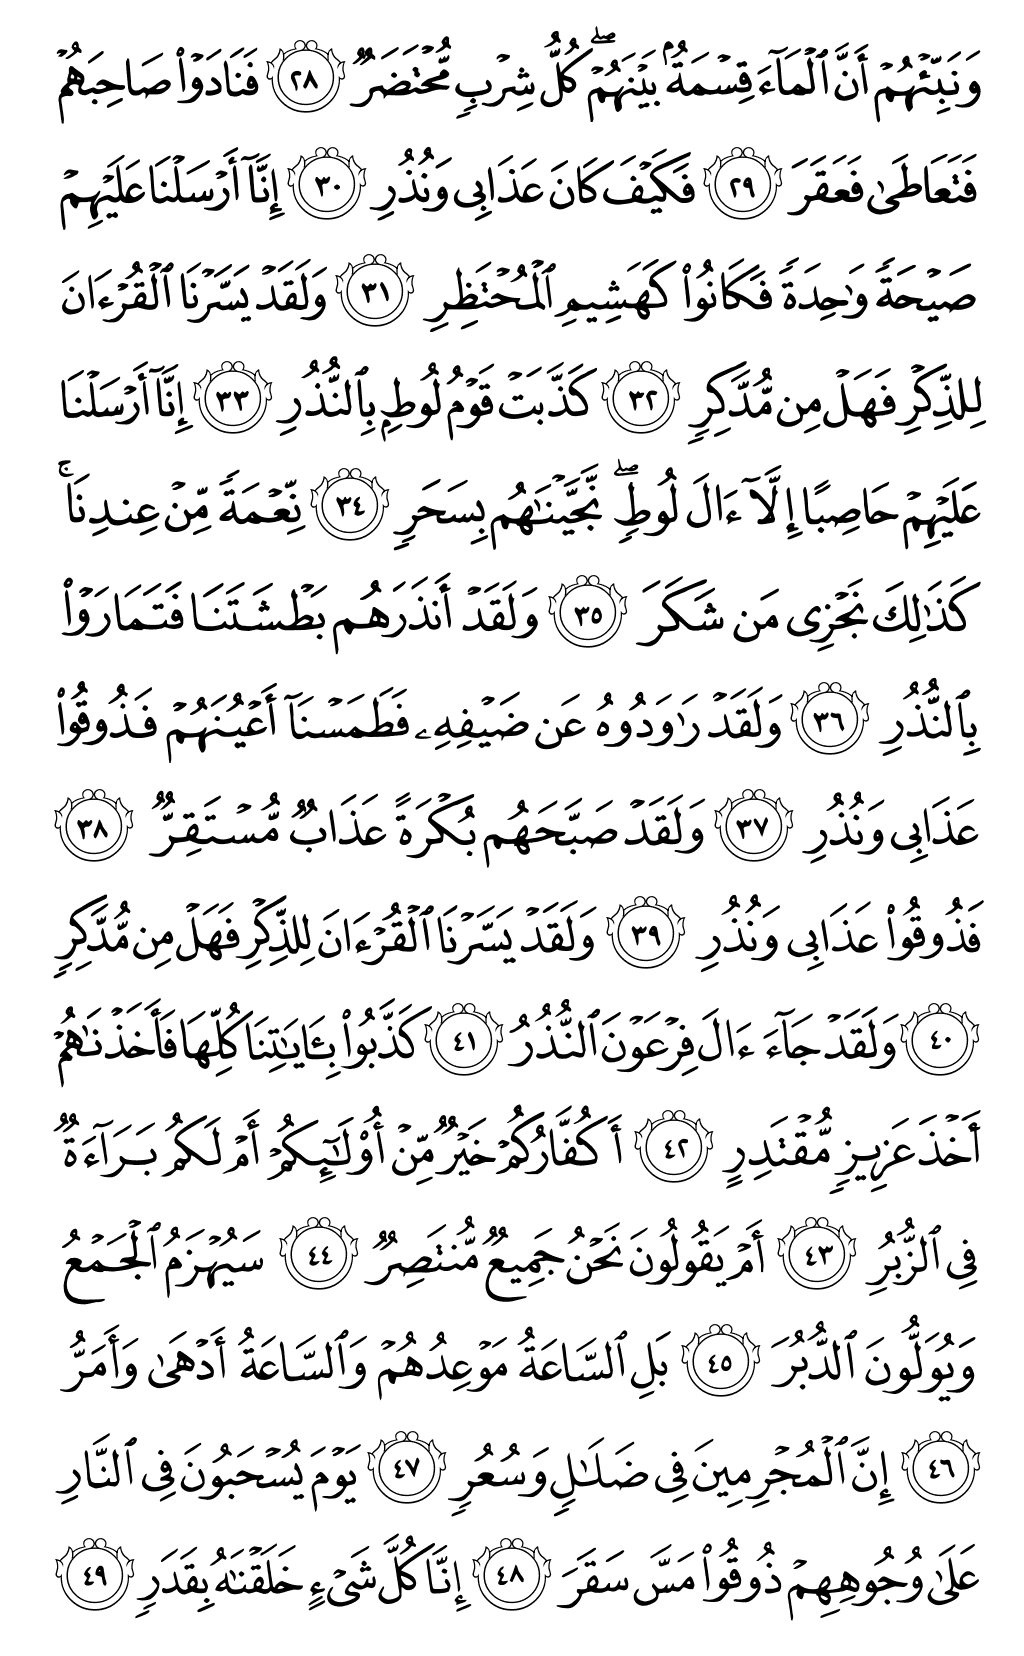 وَنَبِّئْهُمْ أَنَّ ٱلْمَآءَ قِسْمَةٌۢ بَيْنَهُمْ ۖ كُلُّ شِرْبٍ مُّحْتَضَرٌ ٢٨ فَنَادَوْا۟ صَاحِبَهُمْ
فَتَعَاطَىٰ فَعَقَرَ ٢٩ فَكَيْفَ كَانَ عَذَابِى وَنُذُرِ ٣٠ إِنَّآ أَرْسَلْنَا عَلَيْهِمْ
صَيْحَةً وَٰحِدَةً فَكَانُوا۟ كَهَشِيمِ ٱلْمُحْتَظِرِ ٣١ وَلَقَدْ يَسَّرْنَا ٱلْقُرْءَانَ
لِلذِّكْرِ فَهَلْ مِن مُّدَّكِرٍ ٣٢ كَذَّبَتْ قَوْمُ لُوطٍۭ بِٱلنُّذُرِ ٣٣ إِنَّآ أَرْسَلْنَا
عَلَيْهِمْ حَاصِبًا إِلَّآ ءَالَ لُوطٍ ۖ نَّجَّيْنَٰهُم بِسَحَرٍ ٣٤ نِّعْمَةً مِّنْ عِندِنَا ۚ
كَذَٰلِكَ نَجْزِى مَن شَكَرَ ٣٥ وَلَقَدْ أَنذَرَهُم بَطْشَتَنَا فَتَمَارَوْا۟
بِٱلنُّذُرِ ٣٦ وَلَقَدْ رَٰوَدُوهُ عَن ضَيْفِهِۦ فَطَمَسْنَآ أَعْيُنَهُمْ فَذُوقُوا۟
عَذَابِى وَنُذُرِ ٣٧ وَلَقَدْ صَبَّحَهُم بُكْرَةً عَذَابٌ مُّسْتَقِرٌّ ٣٨
فَذُوقُوا۟ عَذَابِى وَنُذُرِ ٣٩ وَلَقَدْ يَسَّرْنَا ٱلْقُرْءَانَ لِلذِّكْرِ فَهَلْ مِن مُّدَّكِرٍ
٤٠ وَلَقَدْ جَآءَ ءَالَ فِرْعَوْنَ ٱلنُّذُرُ ٤١ كَذَّبُوا۟ بِـَٔايَٰتِنَا كُلِّهَا فَأَخَذْنَٰهُمْ
أَخْذَ عَزِيزٍ مُّقْتَدِرٍ ٤٢ أَكُفَّارُكُمْ خَيْرٌ مِّنْ أُو۟لَٰٓئِكُمْ أَمْ لَكُم بَرَآءَةٌ
فِى ٱلزُّبُرِ ٤٣ أَمْ يَقُولُونَ نَحْنُ جَمِيعٌ مُّنتَصِرٌ ٤٤ سَيُهْزَمُ ٱلْجَمْعُ
وَيُوَلُّونَ ٱلدُّبُرَ ٤٥ بَلِ ٱلسَّاعَةُ مَوْعِدُهُمْ وَٱلسَّاعَةُ أَدْهَىٰ وَأَمَرُّ
٤٦ إِنَّ ٱلْمُجْرِمِينَ فِى ضَلَٰلٍ وَسُعُرٍ ٤٧ يَوْمَ يُسْحَبُونَ فِى ٱلنَّارِ
عَلَىٰ وُجُوهِهِمْ ذُوقُوا۟ مَسَّ سَقَرَ ٤٨ إِنَّا كُلَّ شَىْءٍ خَلَقْنَٰهُ بِقَدَرٍ ٤٩